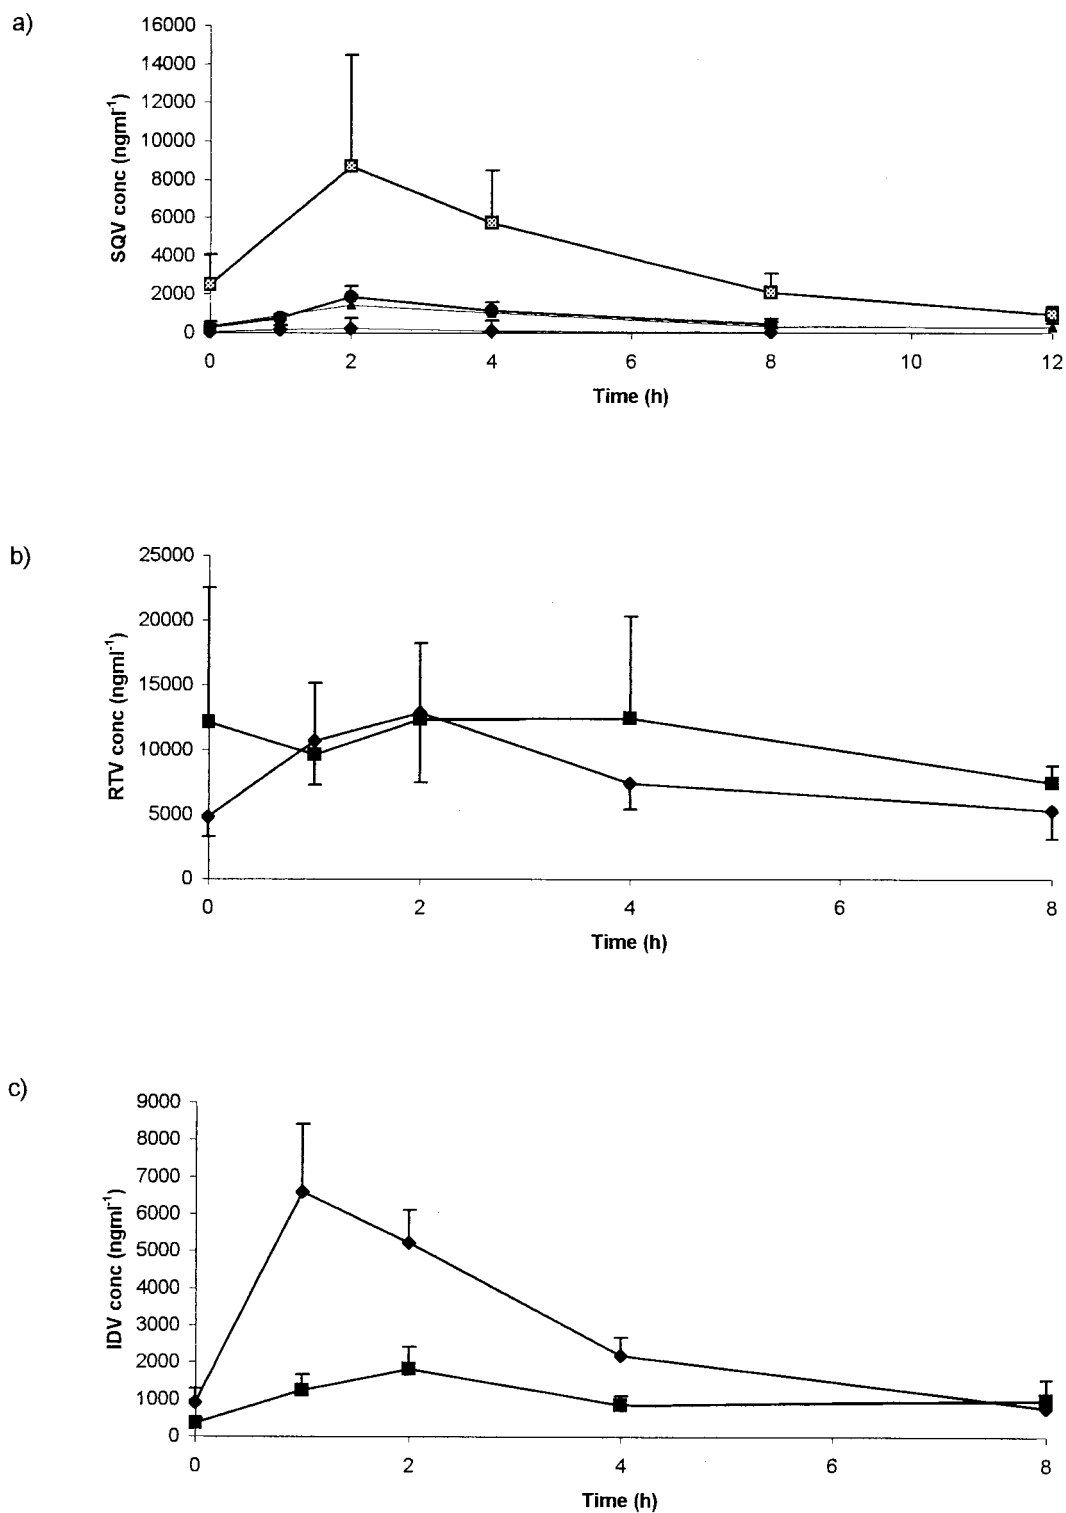 a)
SQV conc (ngml-1)
16000
14000
12000
10000
8000
6000
4000
2000
0
0 2 4 6 8 10 12
Time (h)
b)
RTV conc (ngml-1)
25000
20000
15000
10000
5000
0
0 2 4 6 8
Time (h)
c)
IDV conc (ngml-1)
9000
8000
7000
6000
5000
4000
3000
2000
1000
0
0 2 4 6 8
Time (h)